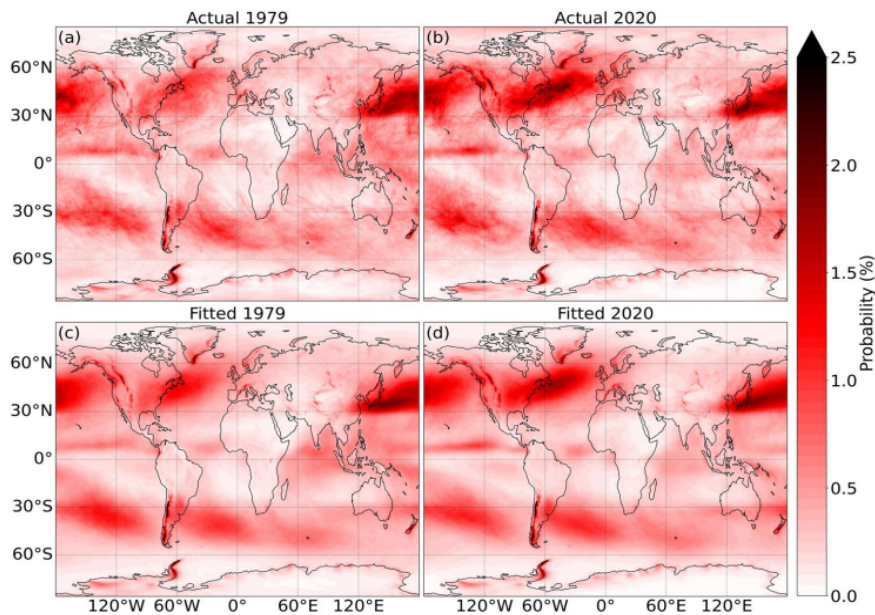 Actual 1979
Actual 2020
(a)
(b)
60°N
30°N
0°
30°S
60°S
2.5
2.0
1.5
1.0
0.5
0.0
Probability (%)
Fitted 1979
Fitted 2020
(c)
(d)
60°N
30°N
0°
30°S
60°S
120°W
60°W
0°
60°E
120°E
120°W
60°W
0°
60°E
120°E